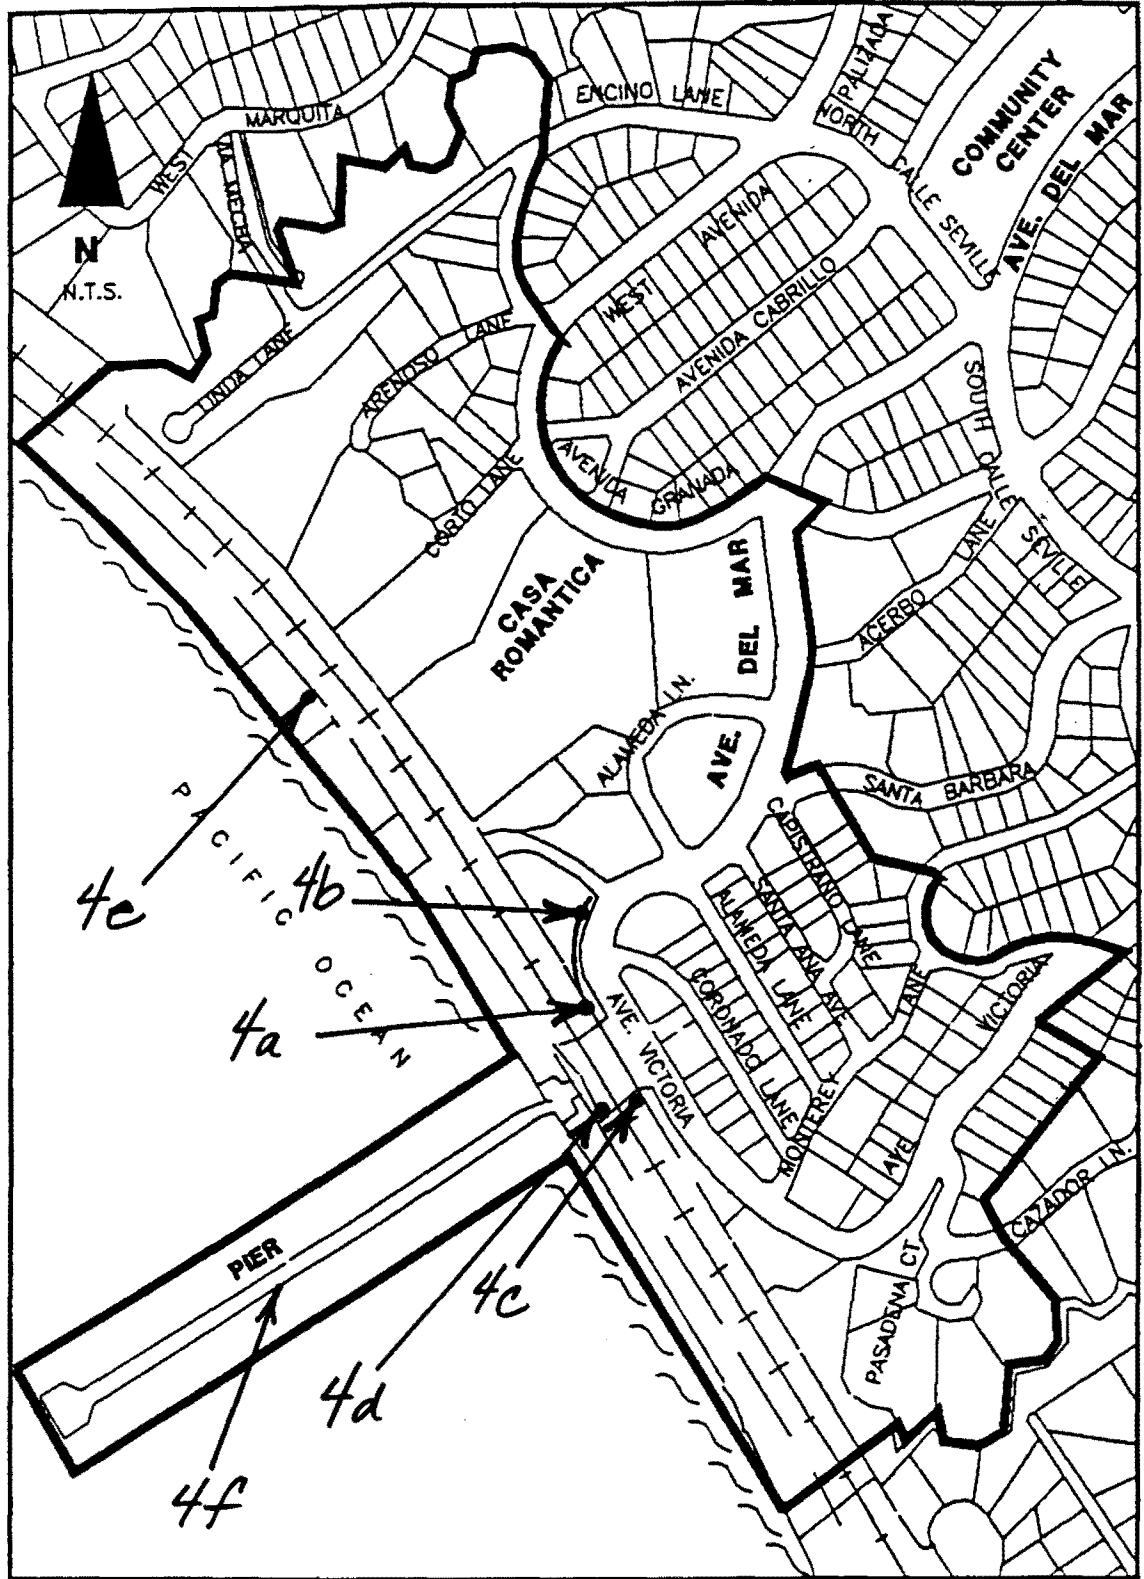 ENCINO LANE
NORTH PALIZADA
COMMUNITY
CENTER
AVE. DEL MAR
WEST MARQUITA
LA MECHA
CALLE SEVILLE
N
N.T.S.
WEST AVENIDA
AVENIDA CABRILLO
LINDA LANE
ARENOSO LANE
SOUTH CALLE SEVILLE
CORTO LANE
AVENIDA GRANADA
CASA
ROMANTICA
AVE. DEL MAR
ACERBO LANE
ALAMEDA LN.
SANTA BARBARA
PACIFIC OCEAN
CAPISTRANO LANE
SANTA ANA AVE
ALAMEDA LANE
CORONADO LANE
4e
4b
4a
AVE. VICTORIA
MONTEREY LANE
AVE VICTORIA
CAZADOR LN.
PASADENA CT
PIER
4c
4d
4f